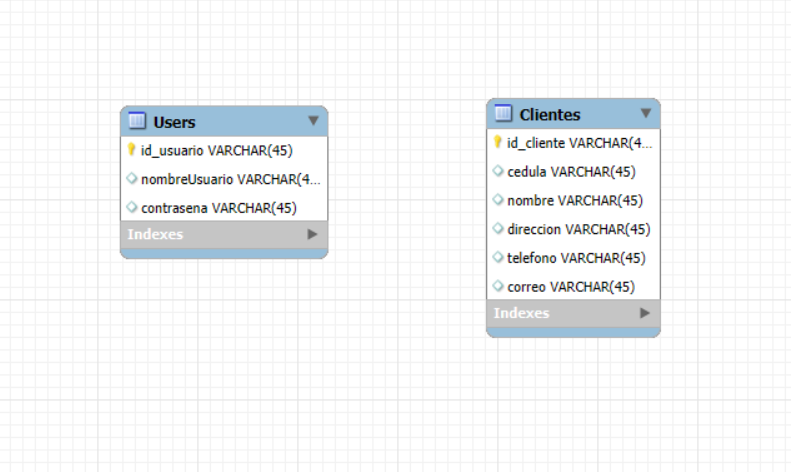 Users
id_usuario VARCHAR(45)
nombreUsuario VARCHAR(4...
contrasena VARCHAR(45)
Indexes
Clientes
id_cliente VARCHAR(4...
cedula VARCHAR(45)
nombre VARCHAR(45)
direccion VARCHAR(45)
telefono VARCHAR(45)
correo VARCHAR(45)
Indexes